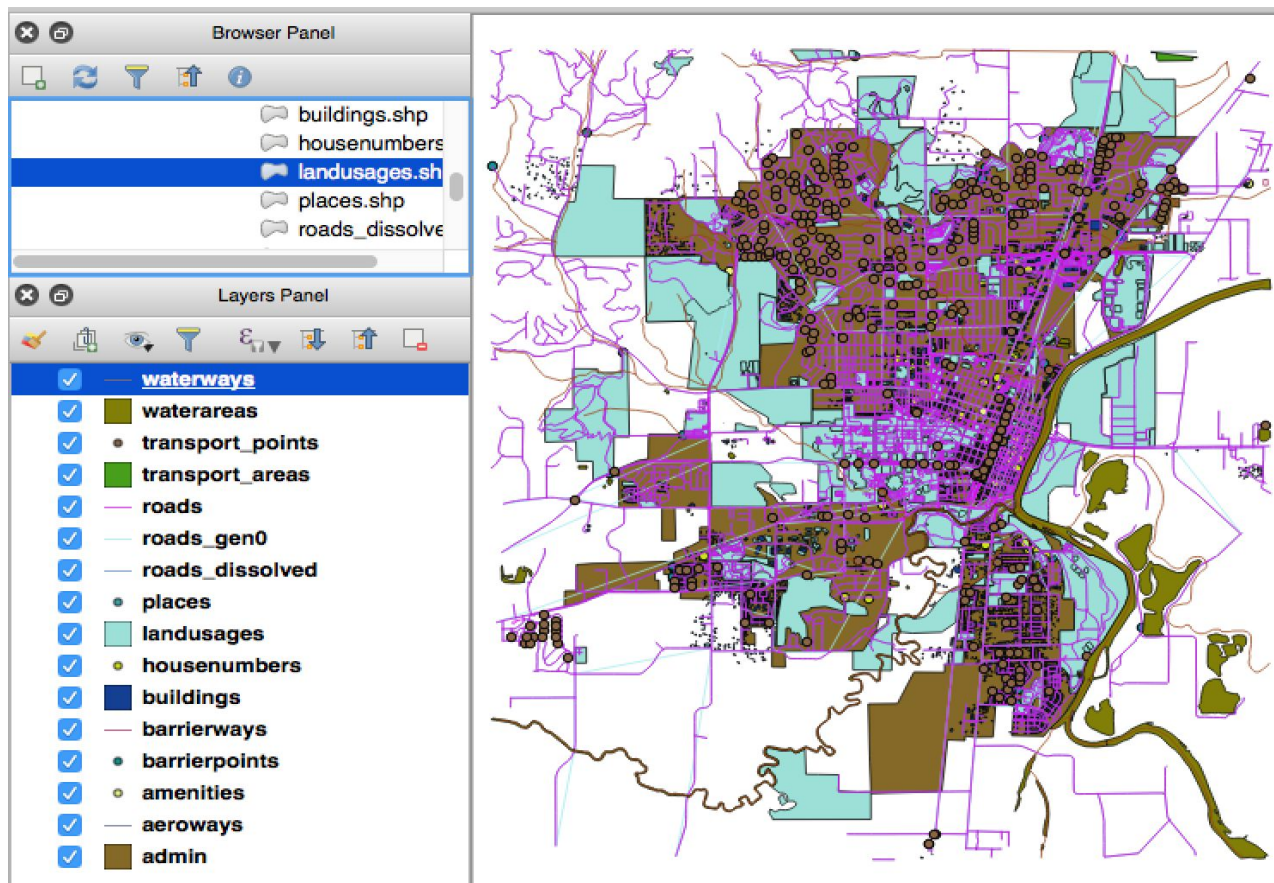 Browser Panel
buildings.shp
housenumbers
landusages.sh
places.shp
roads_dissolve
Layers Panel
waterways
waterareas
transport_points
transport_areas
roads
roads_gen0
roads_dissolved
places
landusages
housenumbers
buildings
barrierways
barrierpoints
amenities
aeroways
admin